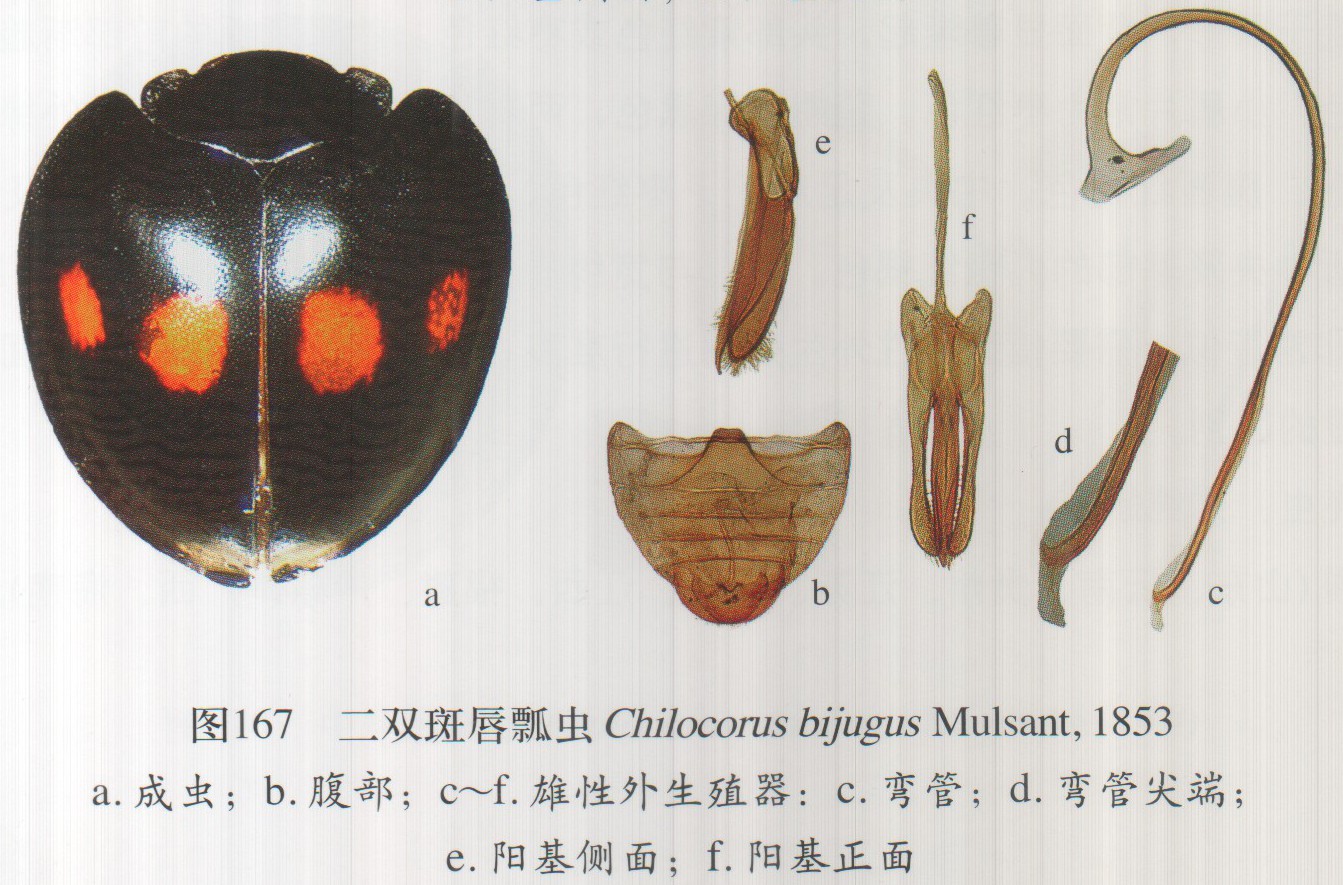 a
b
c
d
e
f
图167 二双斑唇瓢虫 Chilocorus bijugus Mulsant, 1853
a. 成虫；b. 腹部；c～f. 雄性外生殖器：c. 弯管；d. 弯管尖端；
e. 阳基侧面；f. 阳基正面